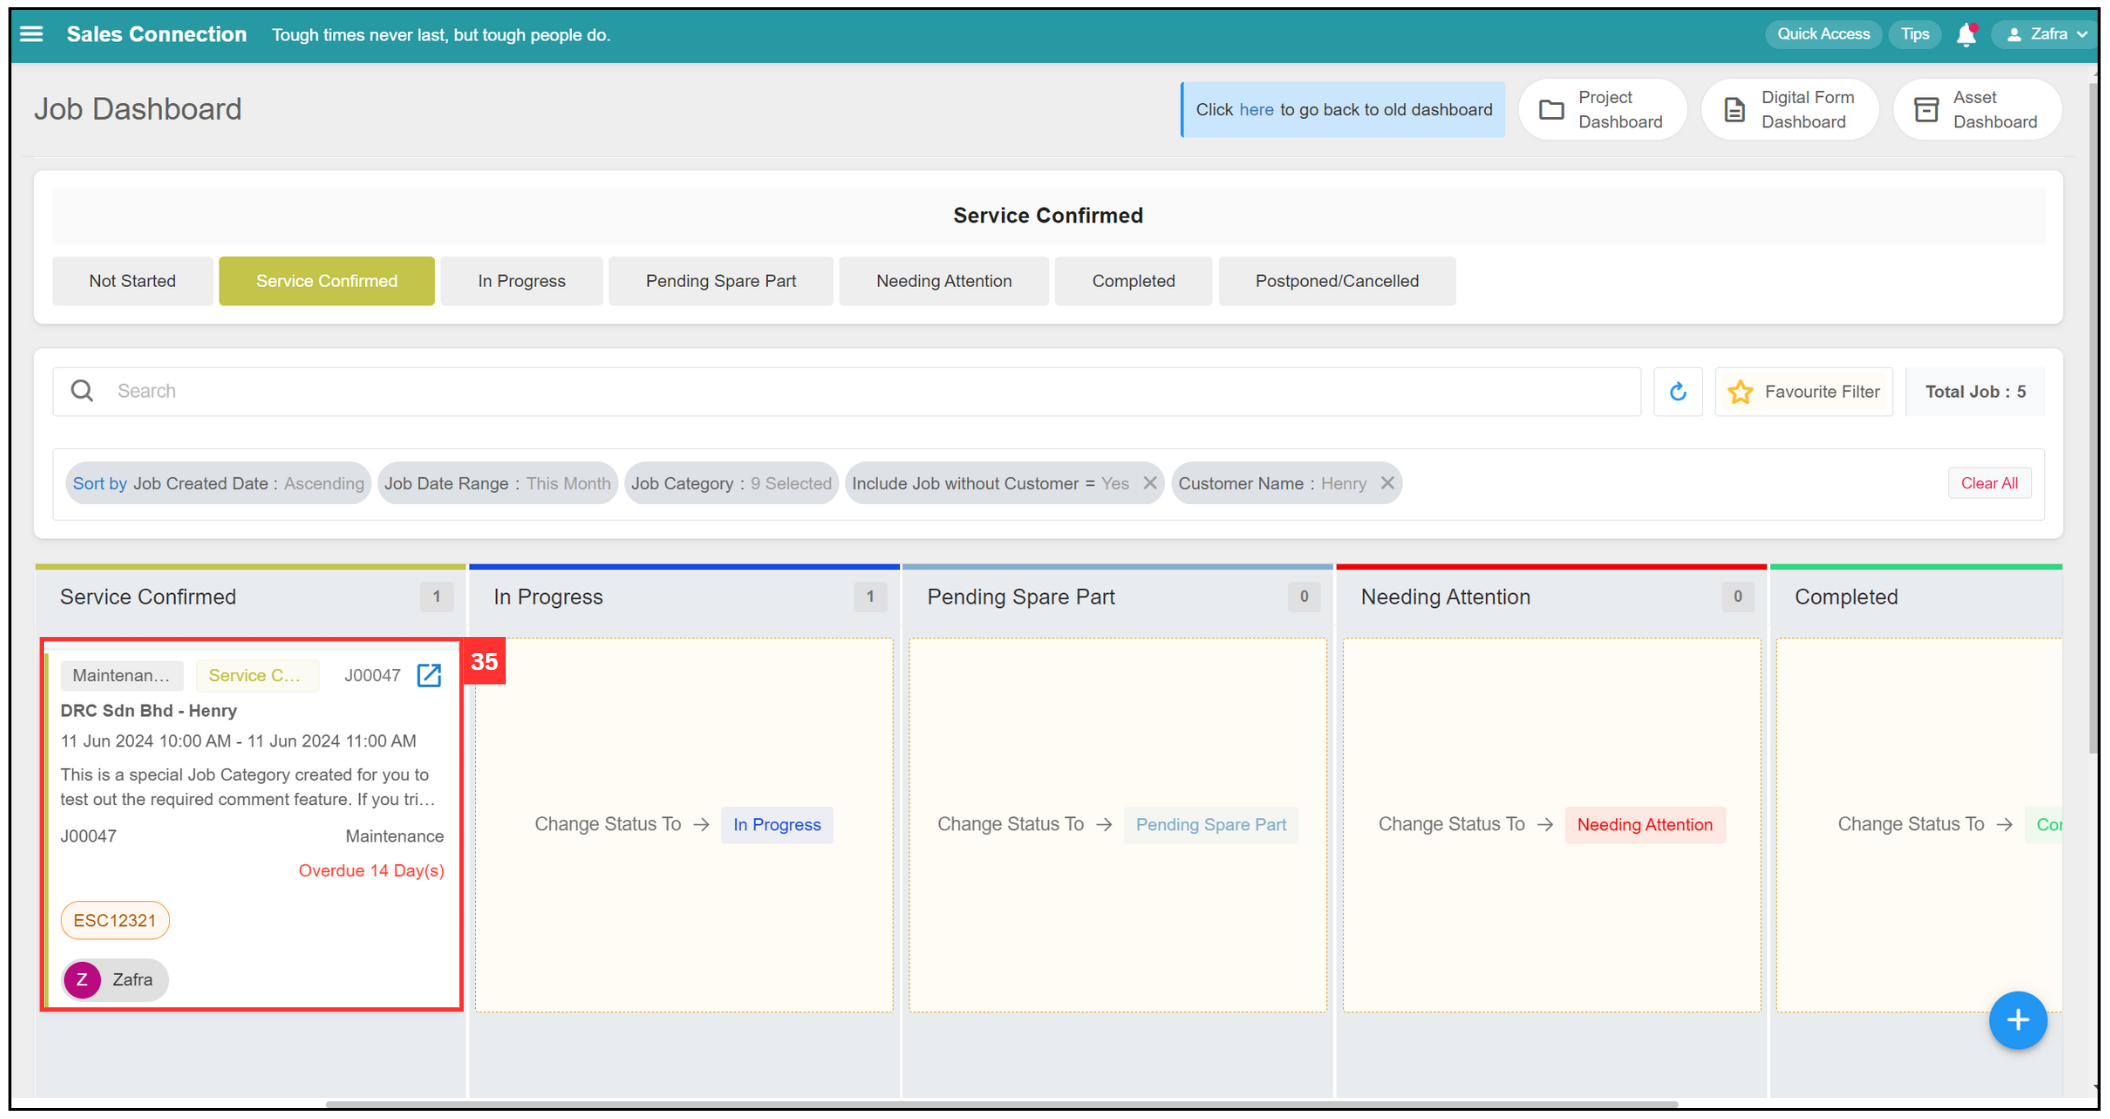 Sales Connection Tough times never last, but tough people do. Quick Access Tips Zafra
Job Dashboard
Click here to go back to old dashboard
Project Dashboard
Digital Form Dashboard
Asset Dashboard
Service Confirmed
Not Started Service Confirmed In Progress Pending Spare Part Needing Attention Completed Postponed/Cancelled
Search Favourite Filter Total Job : 5
Sort by Job Created Date : Ascending Job Date Range : This Month Job Category : 9 Selected Include Job without Customer = Yes Customer Name : Henry Clear All
Service Confirmed 1 In Progress 1 Pending Spare Part 0 Needing Attention 0 Completed
35
Maintenan... Service C... J00047
DRC Sdn Bhd - Henry
11 Jun 2024 10:00 AM - 11 Jun 2024 11:00 AM
This is a special Job Category created for you to
test out the required comment feature. If you tri...
J00047 Maintenance
Overdue 14 Day(s)
ESC12321
Z Zafra
Change Status To → In Progress
Change Status To → Pending Spare Part
Change Status To → Needing Attention
Change Status To →